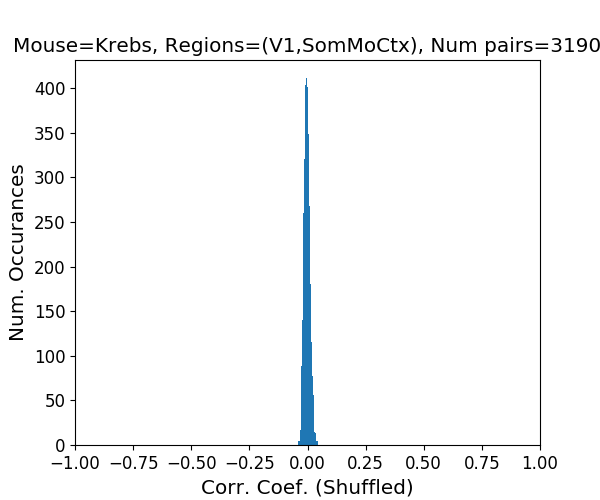 Mouse=Krebs, Regions=(V1,SomMoCtx), Num pairs=3190
400
350
300
250
200
150
100
50
0
Num. Occurances
−1.00 −0.75 −0.50 −0.25 0.00 0.25 0.50 0.75 1.00
Corr. Coef. (Shuffled)